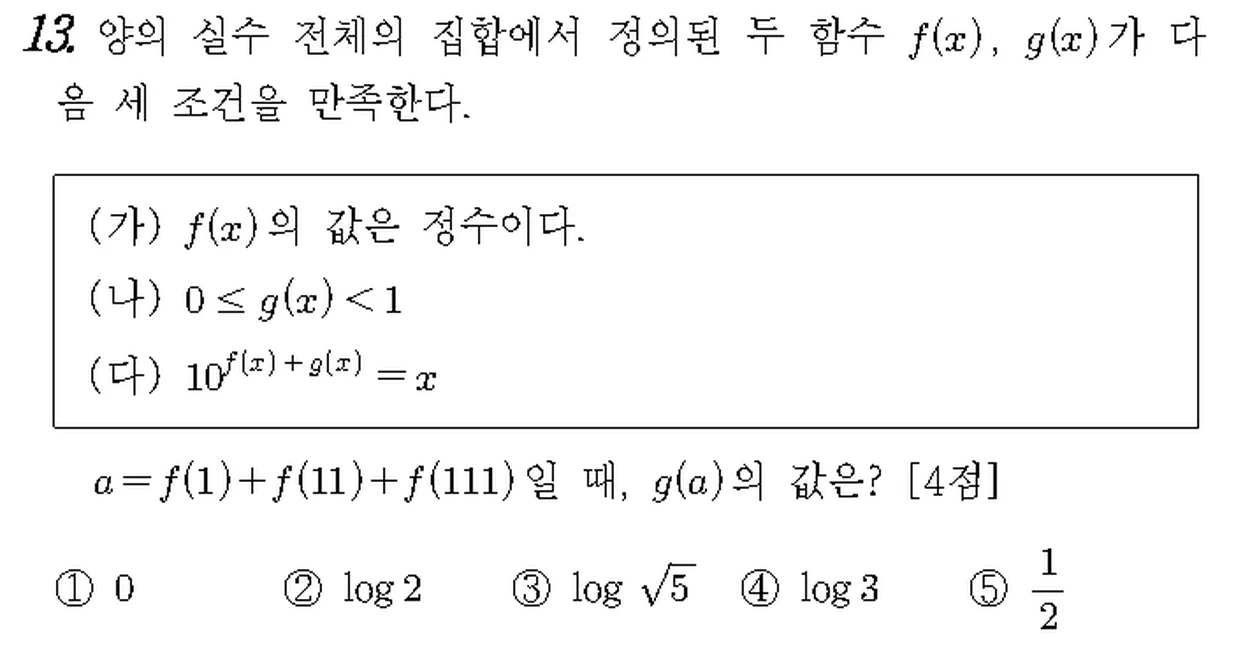 13. 양의 실수 전체의 집합에서 정의된 두 함수 f(x), g(x)가 다
음 세 조건을 만족한다.
(가) f(x)의 값은 정수이다.
(나) 0 ≤ g(x) < 1
(다) 10^{f(x)+g(x)} = x
a = f(1) + f(11) + f(111)일 때, g(a)의 값은? [4점]
① 0 ② log 2 ③ log √5 ④ log 3 ⑤ 1/2